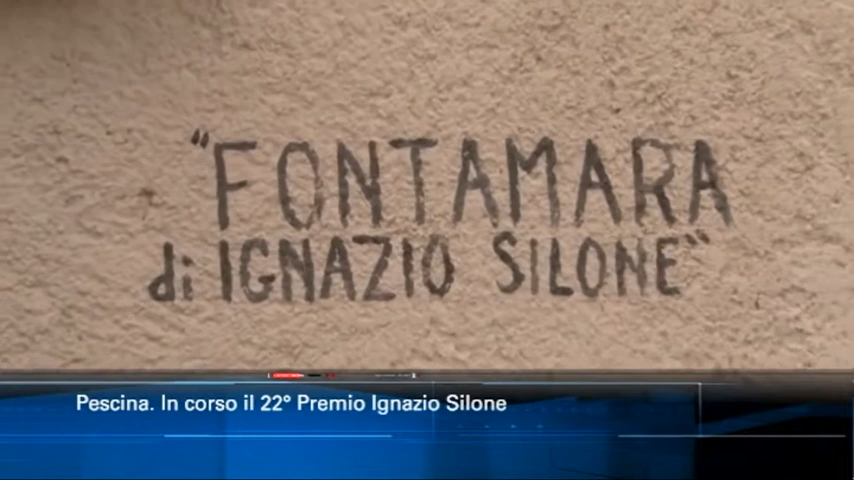 "FONTAMARA
di IGNAZIO SILONE"
Pescina. In corso il 22° Premio Ignazio Silone